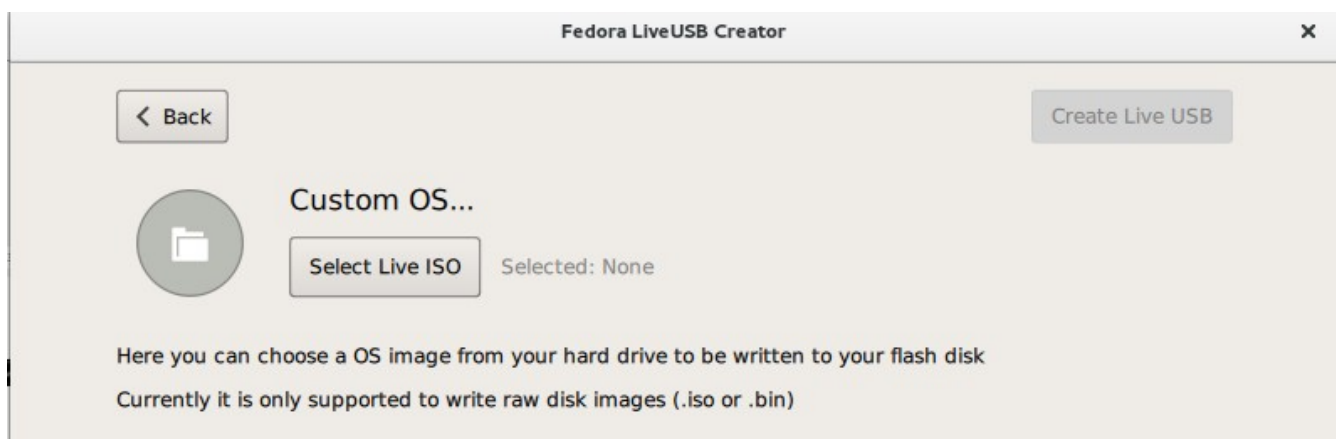 Fedora LiveUSB Creator
Back
Create Live USB
Custom OS...
Select Live ISO
Selected: None
Here you can choose a OS image from your hard drive to be written to your flash disk
Currently it is only supported to write raw disk images (.iso or .bin)